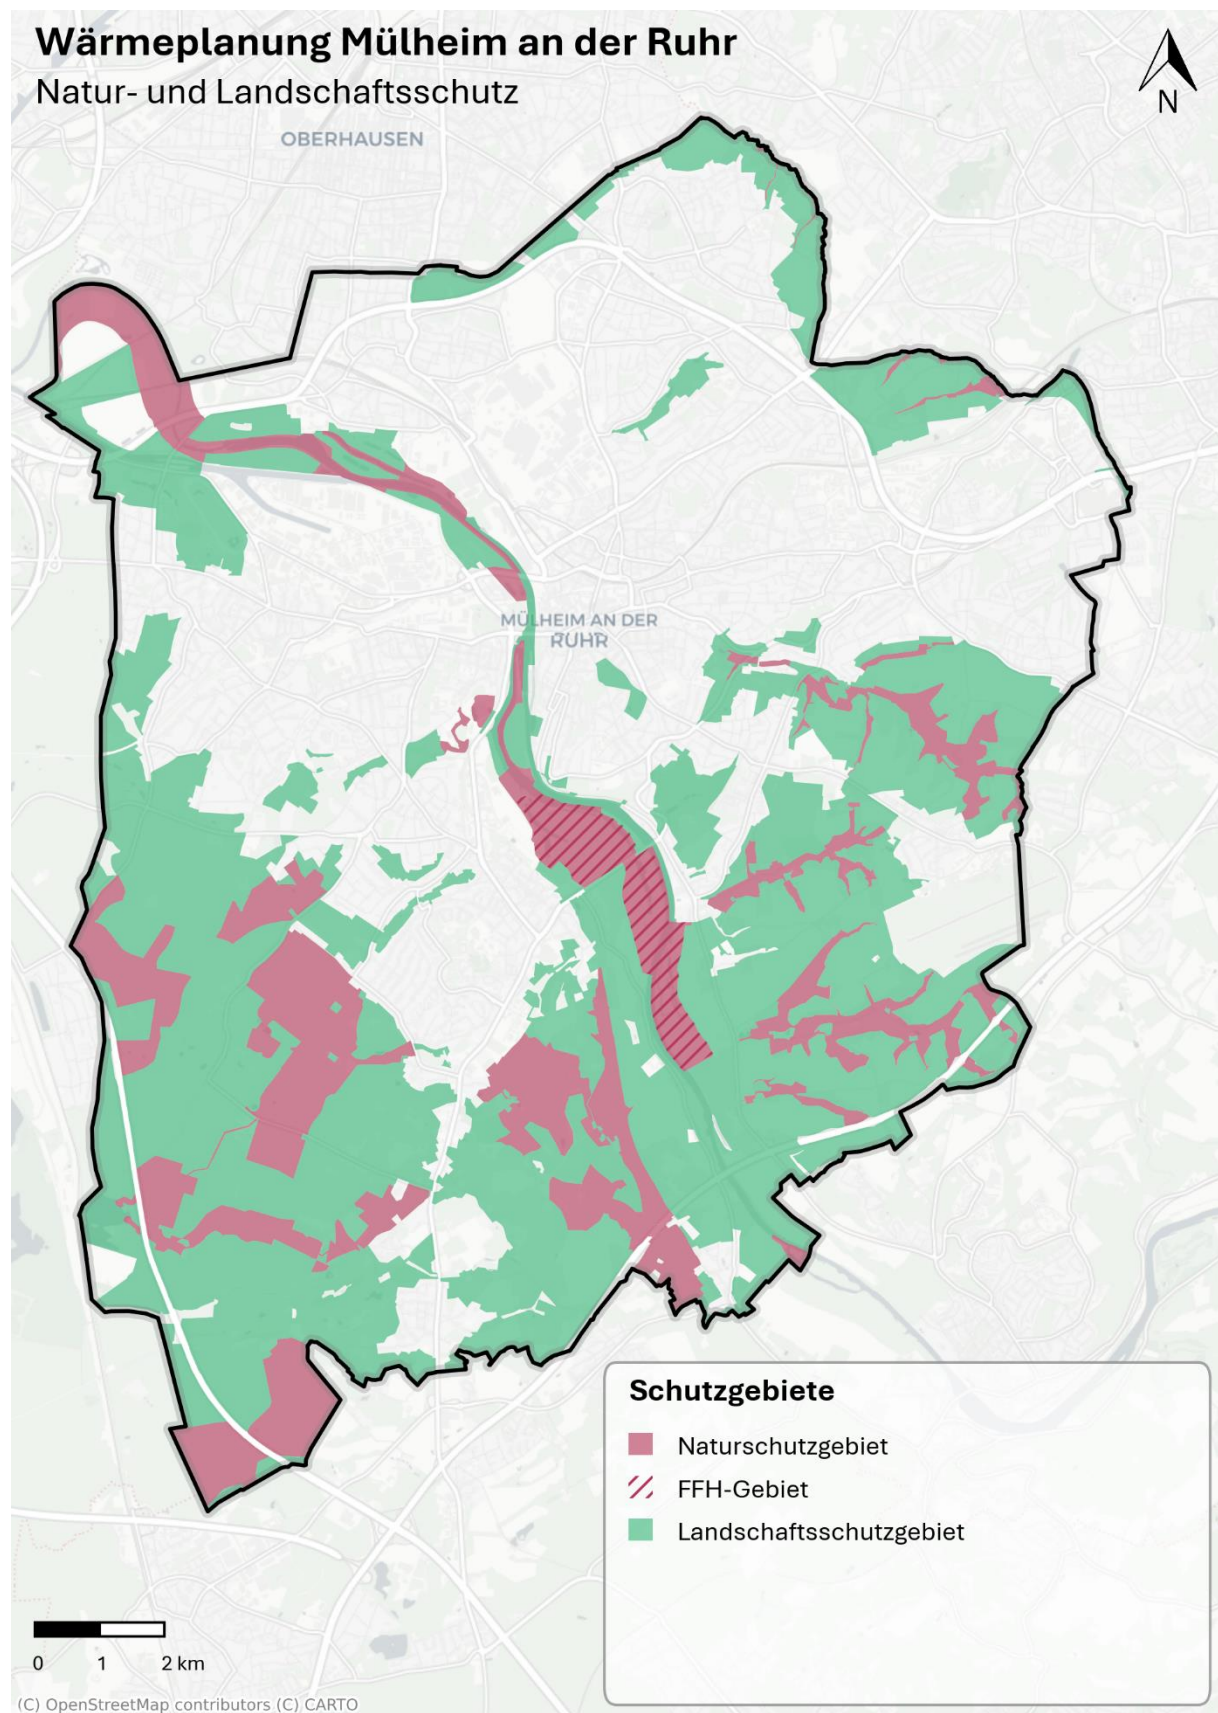 Wärmeplanung Mülheim an der Ruhr
Natur- und Landschaftsschutz
N
OBERHAUSEN
MÜLHEIM AN DER
RUHR
Schutzgebiete
Naturschutzgebiet
FFH-Gebiet
Landschaftsschutzgebiet
0 1 2 km
(C) OpenStreetMap contributors (C) CARTO